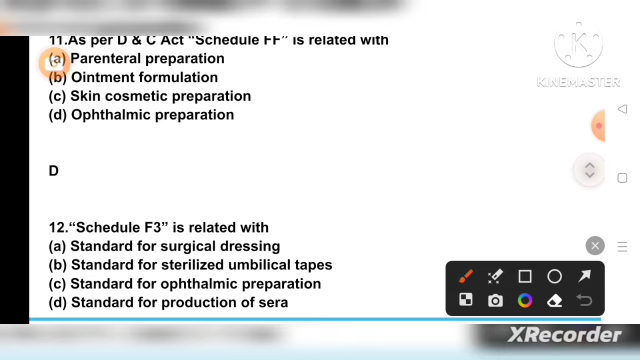 11.As per D & C Act “Schedule FF” is related with
(a) Parenteral preparation
(b) Ointment formulation
(c) Skin cosmetic preparation
(d) Ophthalmic preparation
D
12.“Schedule F3” is related with
(a) Standard for surgical dressing
(b) Standard for sterilized umbilical tapes
(c) Standard for ophthalmic preparation
(d) Standard for production of sera
KINEMASTER
XRecorder